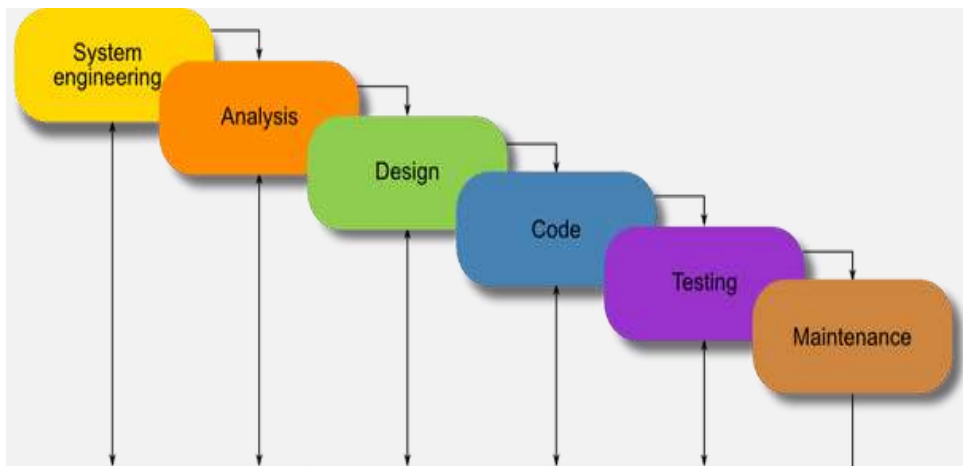 System
engineering
Analysis
Design
Code
Testing
Maintenance